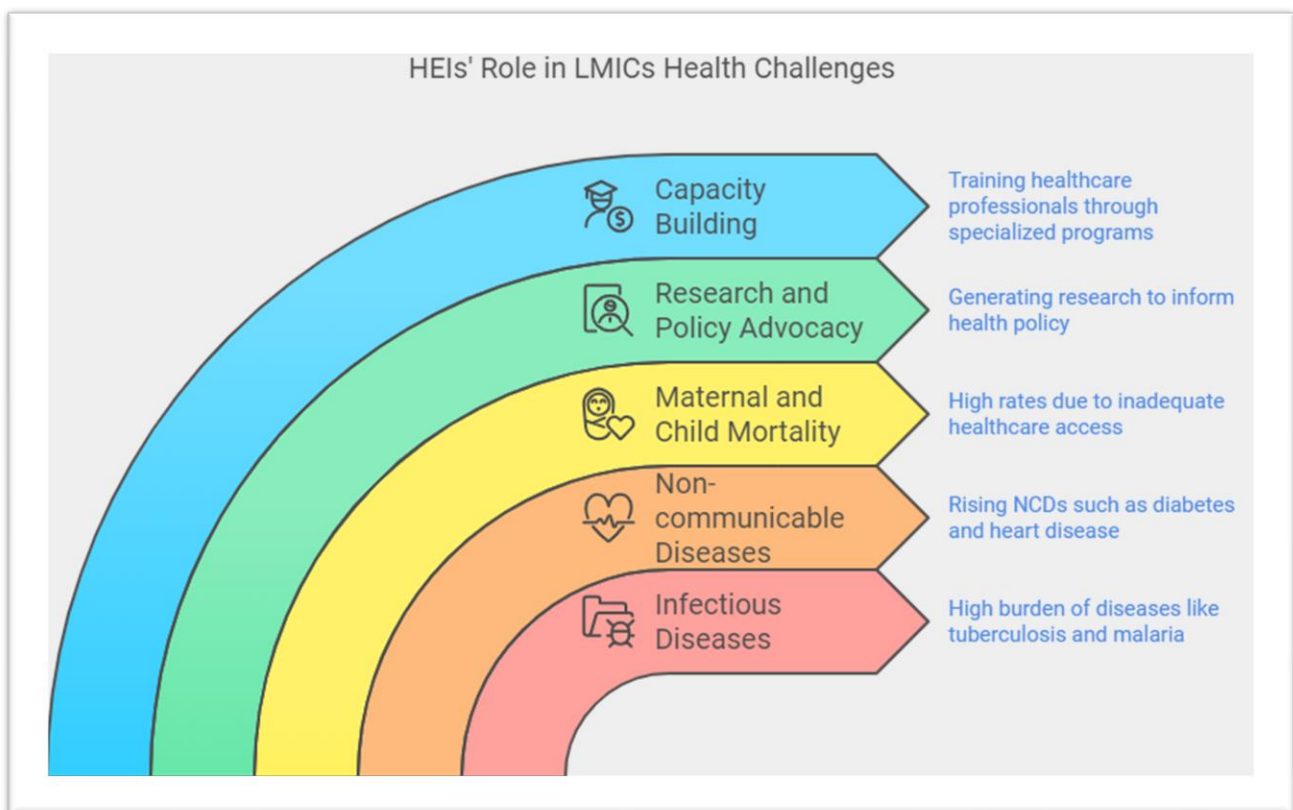 HEIs' Role in LMICs Health Challenges
Capacity
Building
Training healthcare
professionals through
specialized programs
$
Research and
Policy Advocacy
Generating research to inform
health policy
Maternal and
Child Mortality
High rates due to inadequate
healthcare access
Non-
communicable
Diseases
Rising NCDs such as diabetes
and heart disease
Infectious
Diseases
High burden of diseases like
tuberculosis and malaria